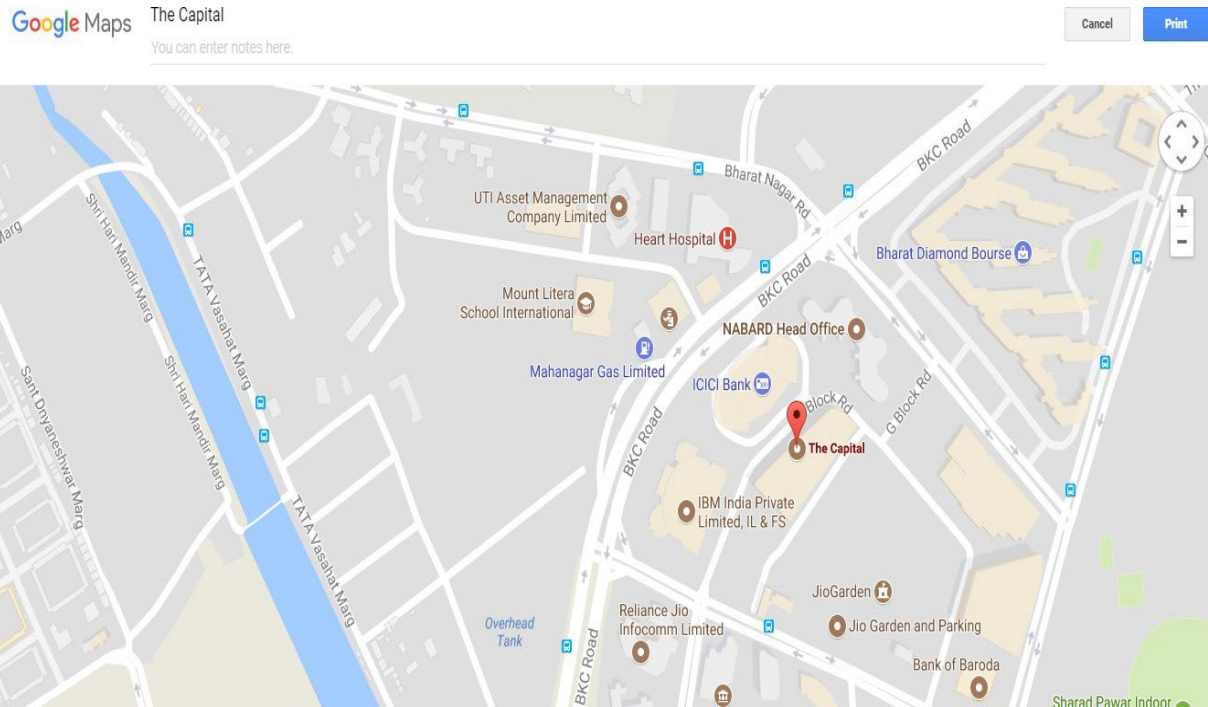 Google Maps
The Capital
You can enter notes here.
Cancel
Print
BKC Road
Bharat Nagar Rd
UTI Asset Management
Company Limited
Heart Hospital
H
Bharat Diamond Bourse
BKC Road
Marg
Shri Hari Mandir Marg
TATA Vasahat Marg
Mount Litera
School International
NABARD Head Office
Mahanagar Gas Limited
ICICI Bank
Block Rd
G Block Rd
Shri Hari Mandir Marg
Sant Dnyaneshwar Marg
BKC Road
The Capital
IBM India Private
Limited, IL & FS
TATA Vasahat Marg
JioGarden
Jio Garden and Parking
Overhead
Tank
Reliance Jio
Infocomm Limited
BKC Road
Bank of Baroda
Sharad Pawar Indoor